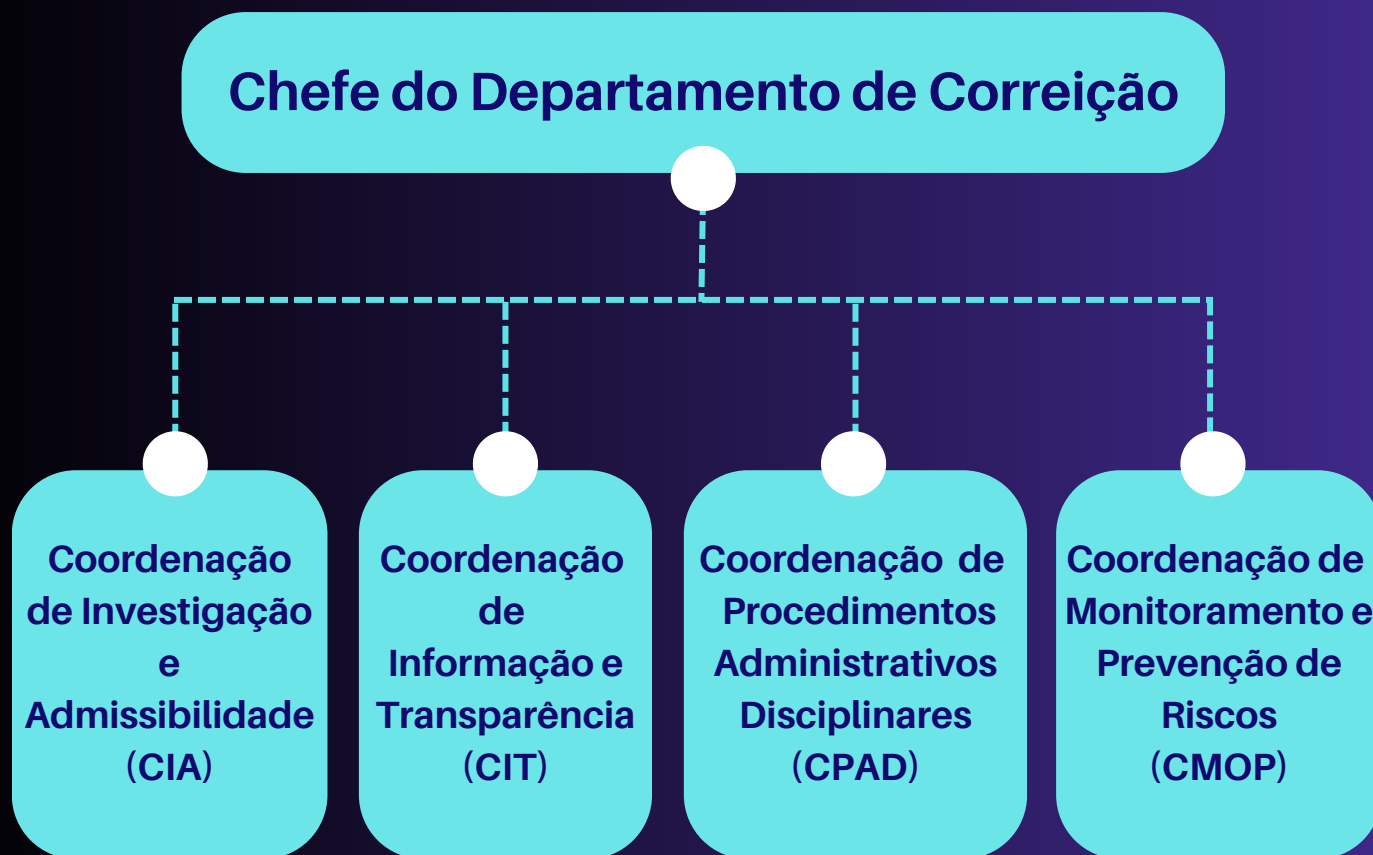 Chefe do Departamento de Correição
Coordenação
de Investigação
e
Admissibilidade
(CIA)
Coordenação
de
Informação e
Transparência
(CIT)
Coordenação de
Procedimentos
Administrativos
Disciplinares
(CPAD)
Coordenação de
Monitoramento e
Prevenção de
Riscos
(CMOP)